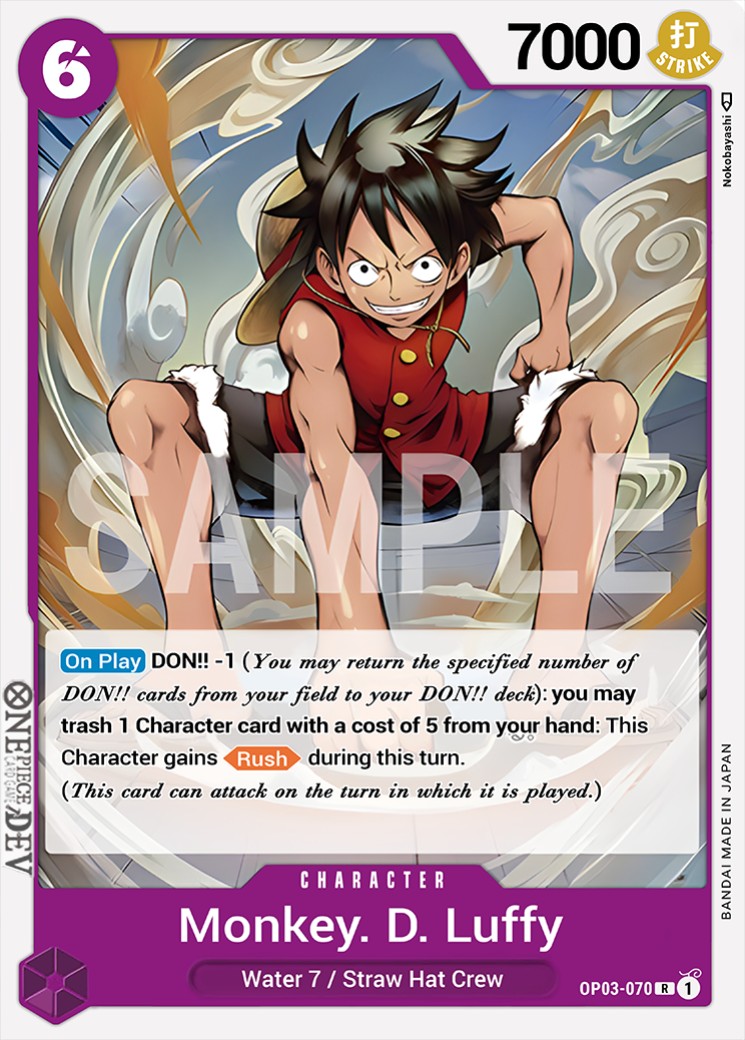 6
7000
打
STRIKE
Nokobayashi
SAMPLE
On Play DON!! -1 (You may return the specified number of
DON!! cards from your field to your DON!! deck): you may
trash 1 Character card with a cost of 5 from your hand: This
Character gains Rush during this turn.
(This card can attack on the turn in which it is played.)
ONE PIECE
CARD GAME
.DEV
BANDAI MADE IN JAPAN
CHARACTER
Monkey. D. Luffy
Water 7 / Straw Hat Crew
OP03-070 R 1